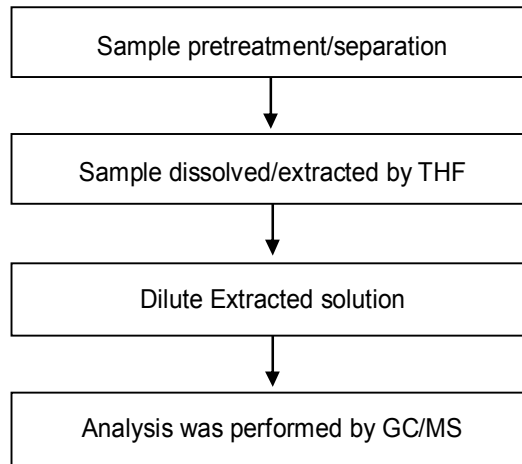 Sample pretreatment/separation
Sample dissolved/extracted by THF
Dilute Extracted solution
Analysis was performed by GC/MS